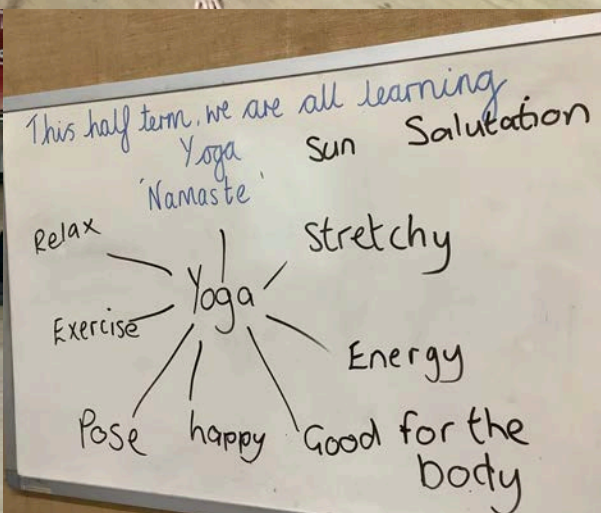 This half term, we are all learning
Yoga
Sun Salutation
'Namaste'
Relax
Stretchy
Yoga
Exercise
Energy
Pose
happy
Good for the
body